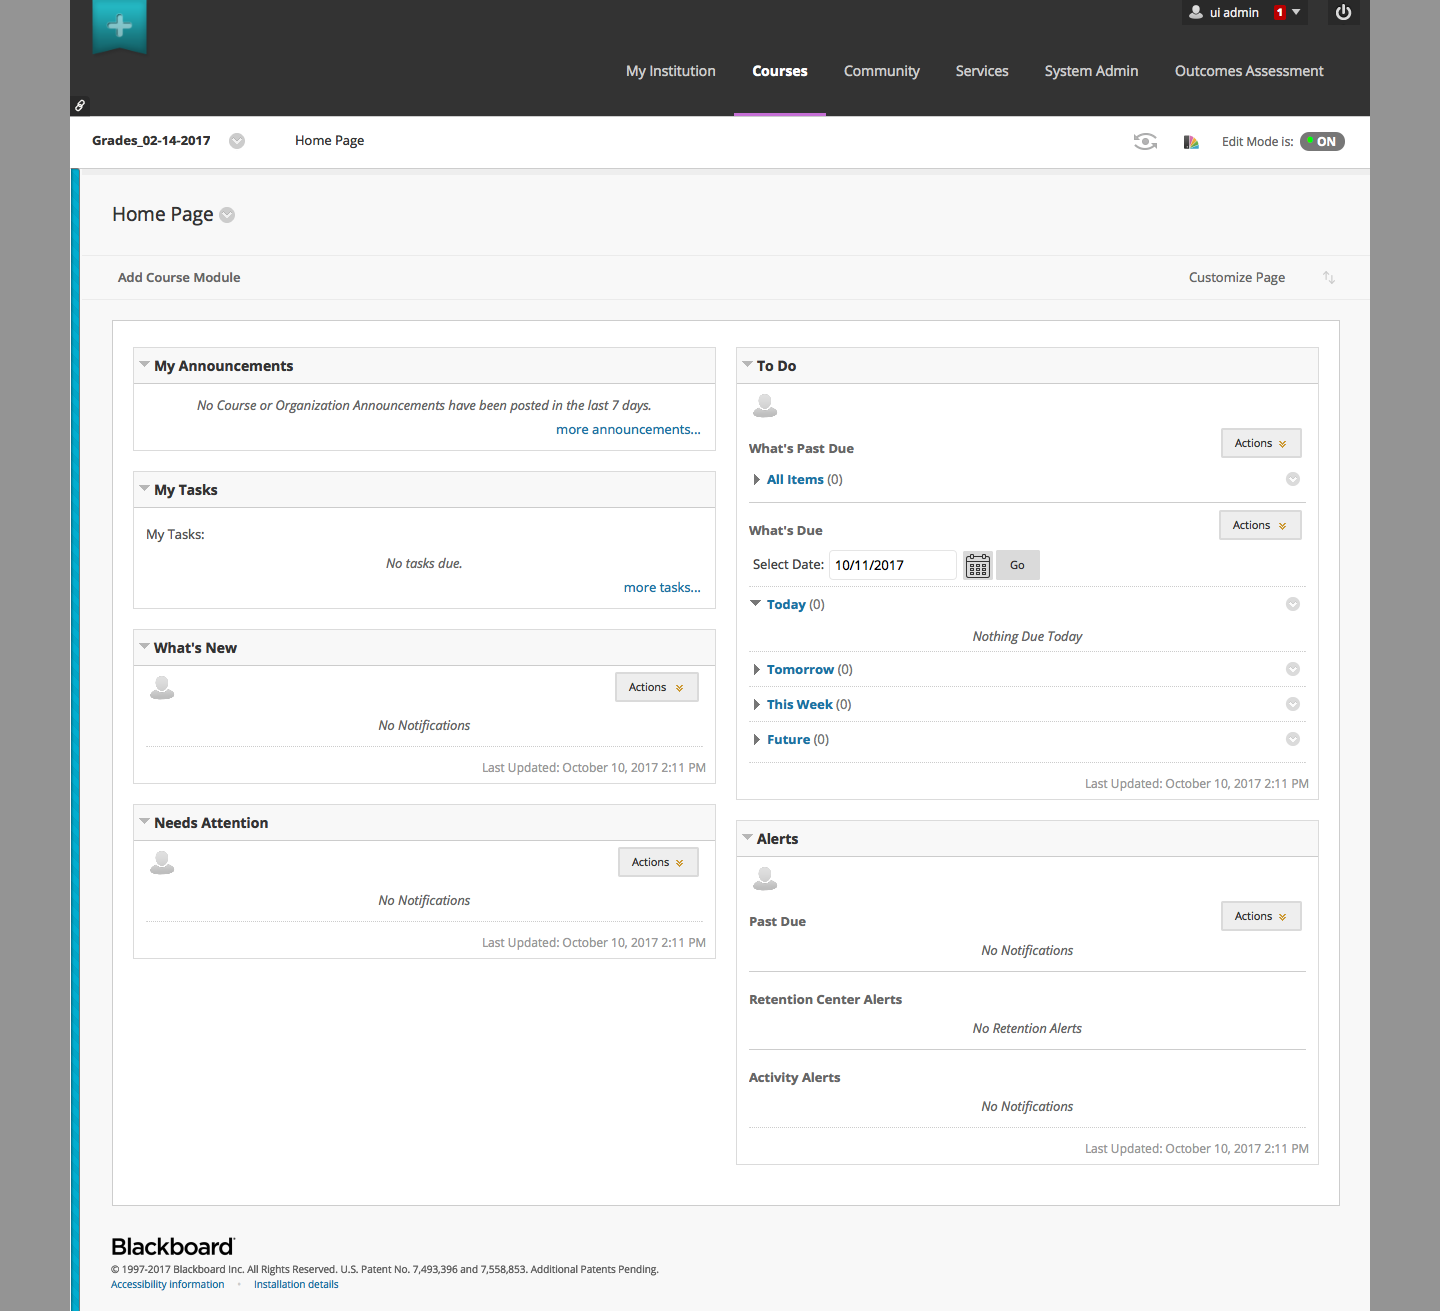 ui admin 1
My Institution Courses Community Services System Admin Outcomes Assessment
Grades_02-14-2017 Home Page Edit Mode is: ON
Home Page
Add Course Module Customize Page
My Announcements
No Course or Organization Announcements have been posted in the last 7 days.
more announcements...
My Tasks
My Tasks:
No tasks due.
more tasks...
What's New
Actions
No Notifications
Last Updated: October 10, 2017 2:11 PM
Needs Attention
Actions
No Notifications
Last Updated: October 10, 2017 2:11 PM
To Do
What's Past Due Actions
All Items (0)
What's Due Actions
Select Date: 10/11/2017 Go
Today (0)
Nothing Due Today
Tomorrow (0)
This Week (0)
Future (0)
Last Updated: October 10, 2017 2:11 PM
Alerts
Past Due Actions
No Notifications
Retention Center Alerts
No Retention Alerts
Activity Alerts
No Notifications
Last Updated: October 10, 2017 2:11 PM
Blackboard
© 1997-2017 Blackboard Inc. All Rights Reserved. U.S. Patent No. 7,493,396 and 7,558,853. Additional Patents Pending.
Accessibility information • Installation details